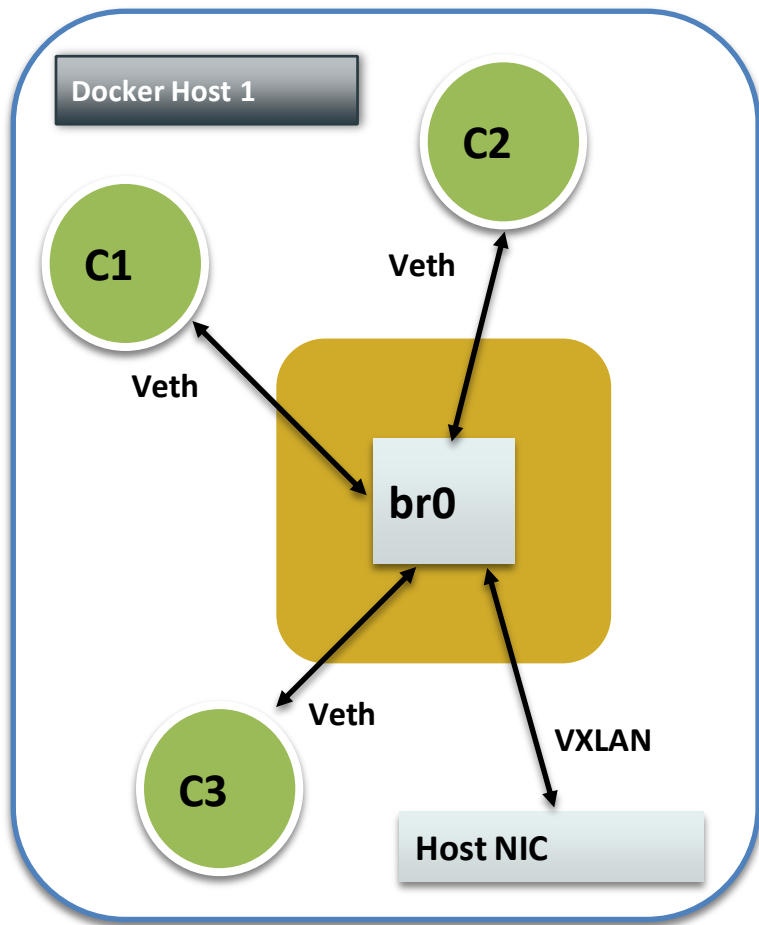 Docker Host 1
C2
C1
Veth
Veth
br0
Veth
C3
VXLAN
Host NIC